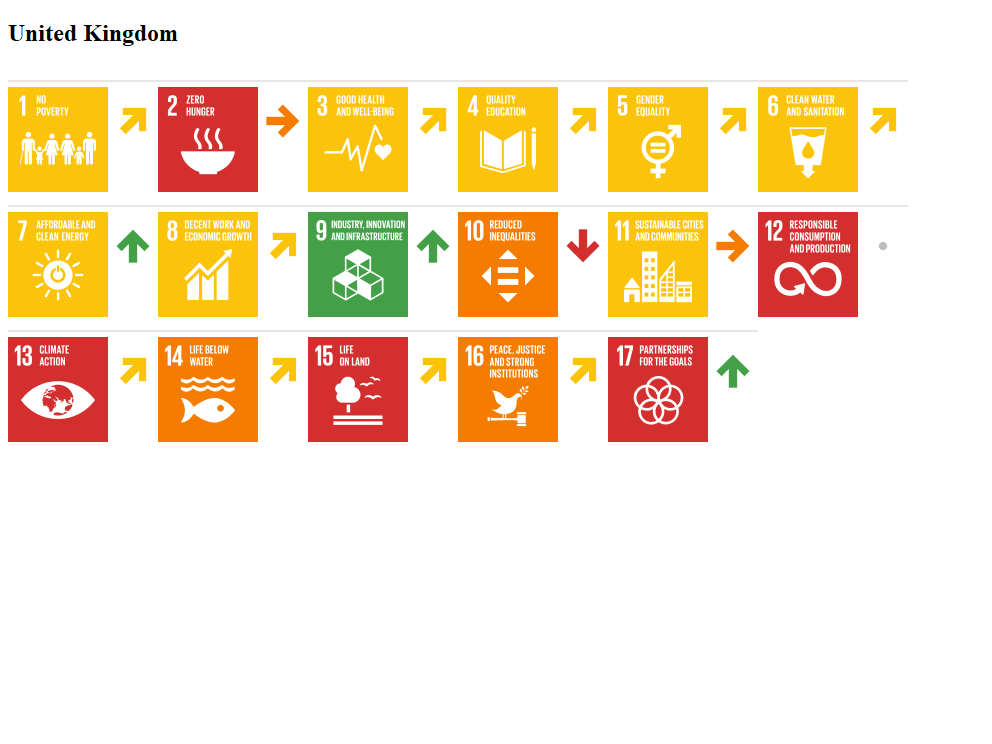 United Kingdom
1 NO
POVERTY
2 ZERO
HUNGER
3 GOOD HEALTH
AND WELL-BEING
4 QUALITY
EDUCATION
5 GENDER
EQUALITY
6 CLEAN WATER
AND SANITATION
7 AFFORDABLE AND
CLEAN ENERGY
8 DECENT WORK AND
ECONOMIC GROWTH
9 INDUSTRY, INNOVATION
AND INFRASTRUCTURE
10 REDUCED
INEQUALITIES
11 SUSTAINABLE CITIES
AND COMMUNITIES
12 RESPONSIBLE
CONSUMPTION
AND PRODUCTION
13 CLIMATE
ACTION
14 LIFE BELOW
WATER
15 LIFE
ON LAND
16 PEACE, JUSTICE
AND STRONG
INSTITUTIONS
17 PARTNERSHIPS
FOR THE GOALS